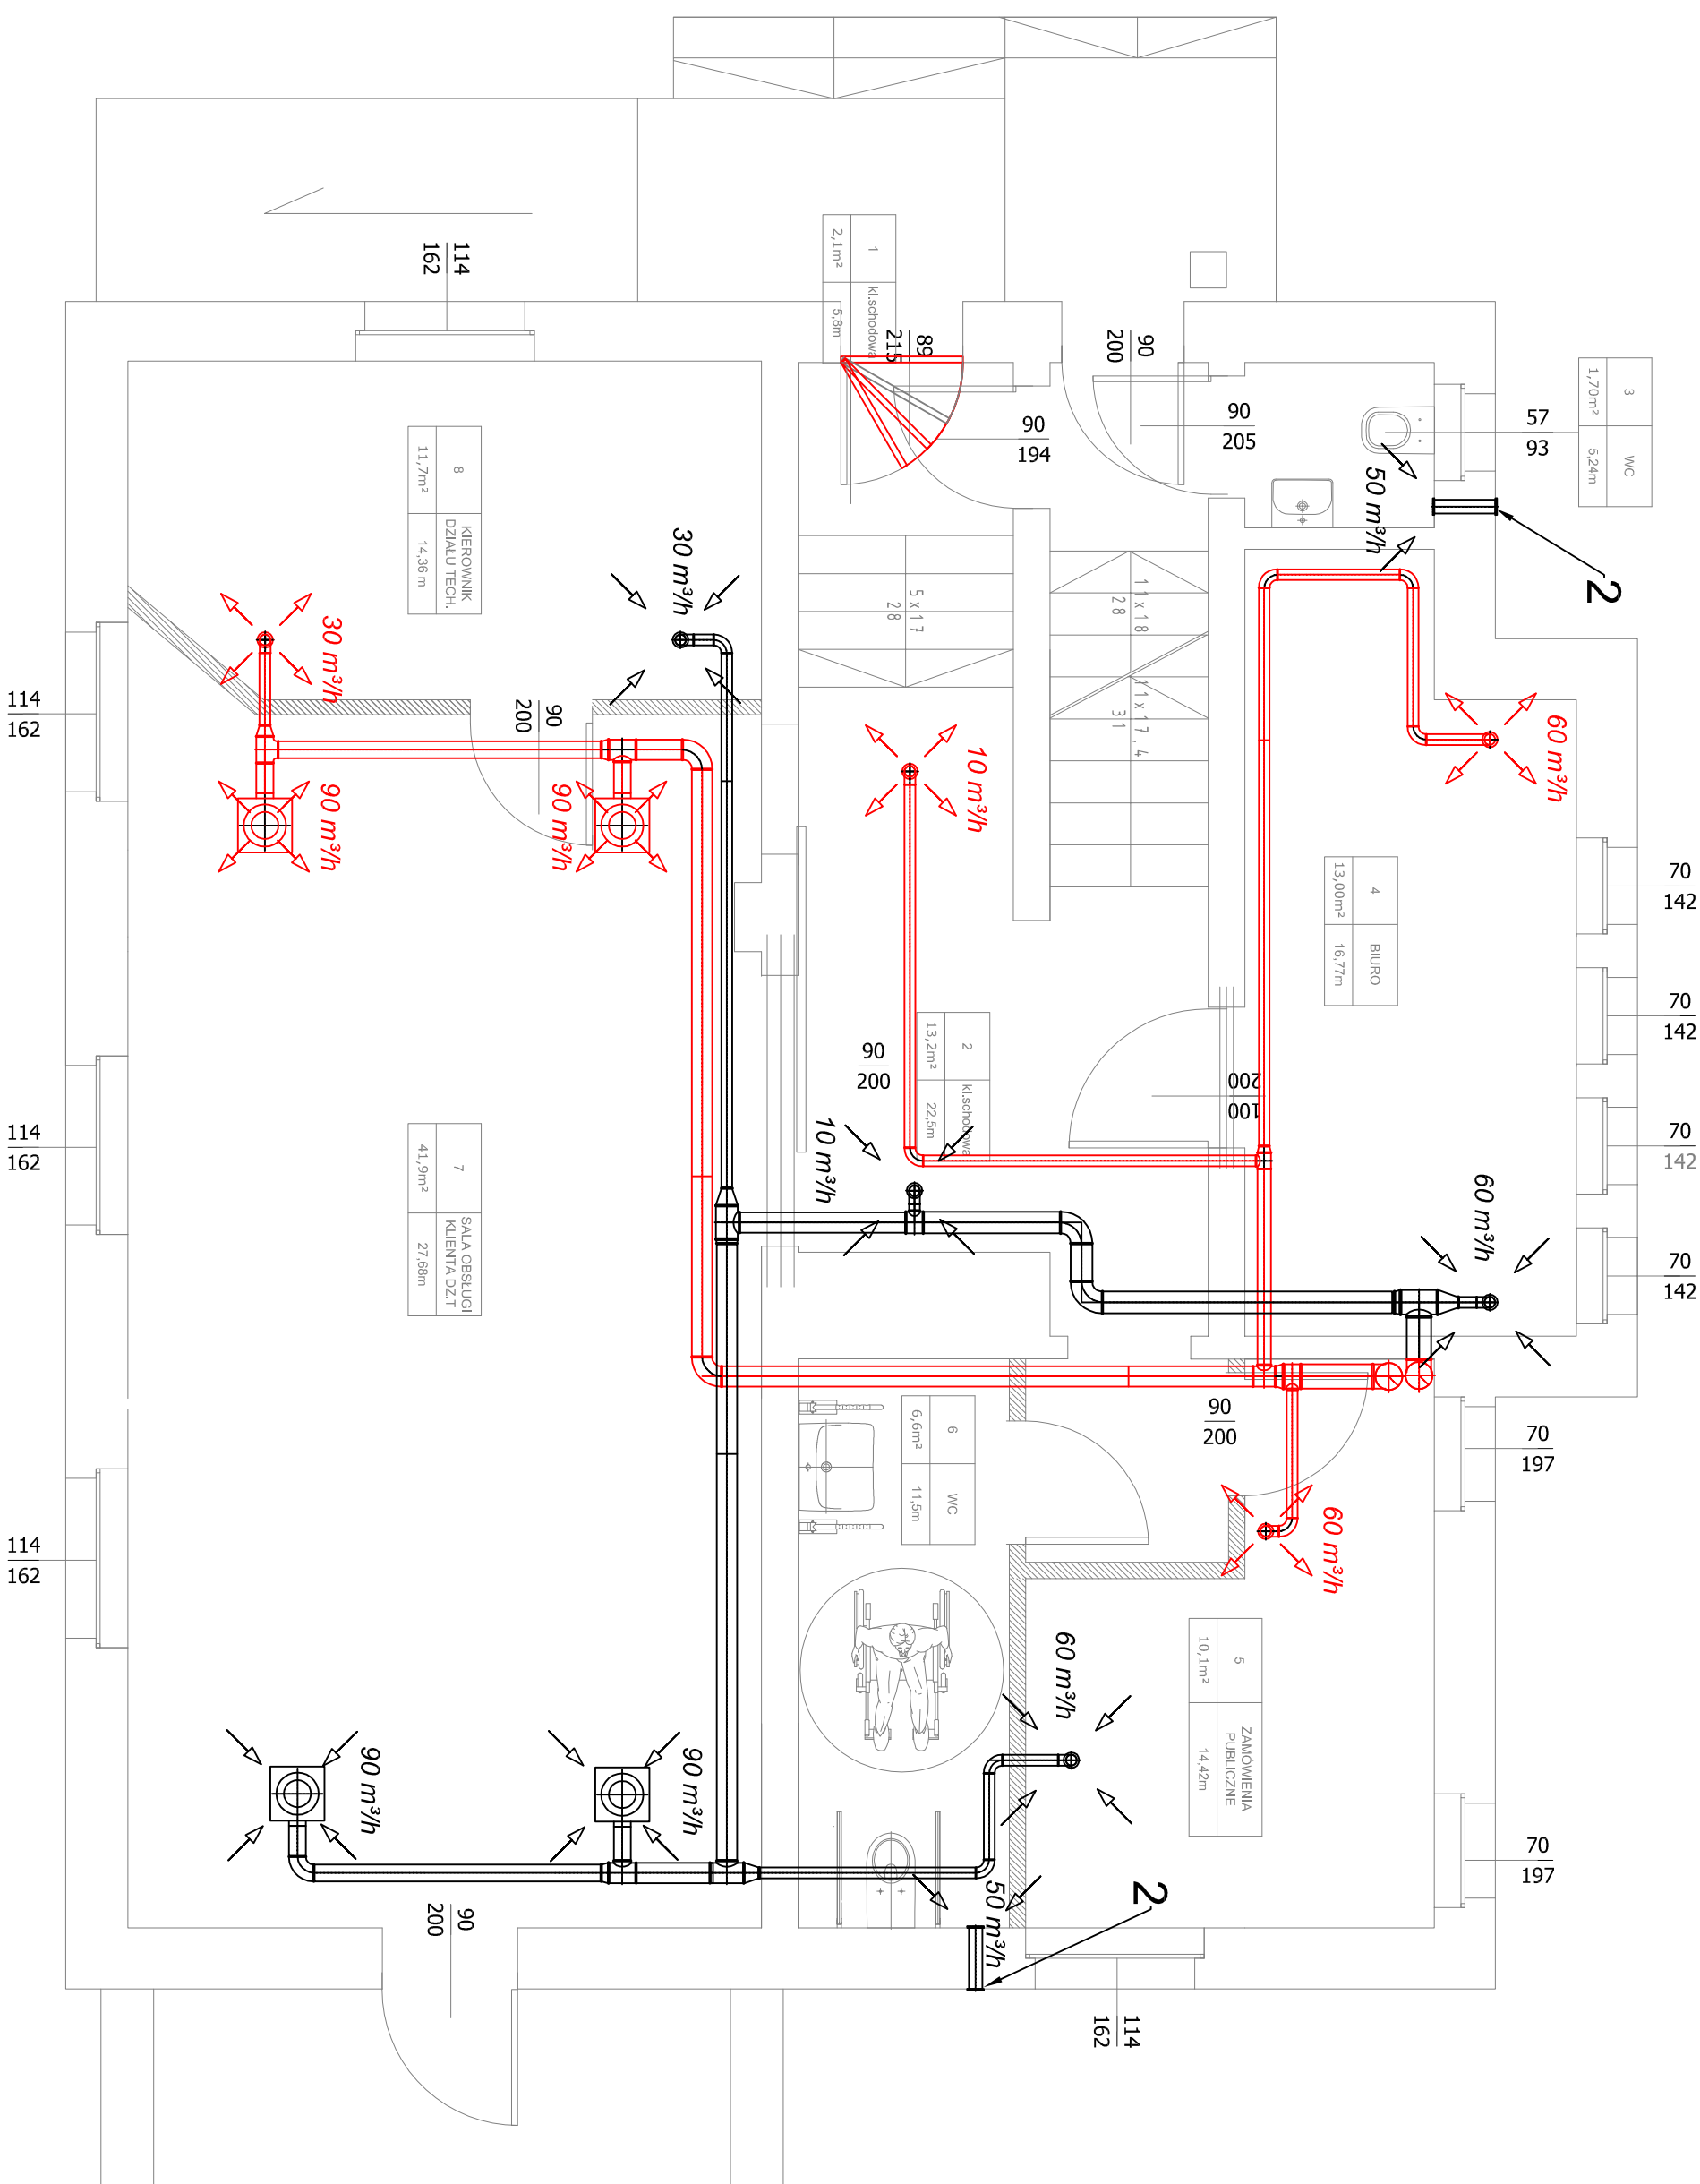 114
162
1
kl.schodowa
2,1m²
5,8m
89
215
90
200
90
194
90
205
3
WC
1,70m²
5,24m
57
93
50 m³/h
2
8
KIEROWNIK
DZIAŁU TECH.
11,7m²
14,36 m
30 m³/h
5 x 17
28
11 x 18
28
11 x 17,4
31
30 m³/h
114
162
90
200
90 m³/h
90 m³/h
10 m³/h
60 m³/h
4
BIURO
13,00m²
16,77m
70
142
70
142
70
142
70
142
2
kl.schodowa
13,2m²
22,5m
90
200
200
100
10 m³/h
60 m³/h
114
162
7
SALA OBSŁUGI
KLIENTA DZ.T
41,9m²
27,68m
6
WC
6,6m²
11,5m
90
200
70
197
60 m³/h
114
162
60 m³/h
5
ZAMÓWIENIA
PUBLICZNE
10,1m²
14,42m
90 m³/h
90 m³/h
70
197
50 m³/h
2
90
200
114
162